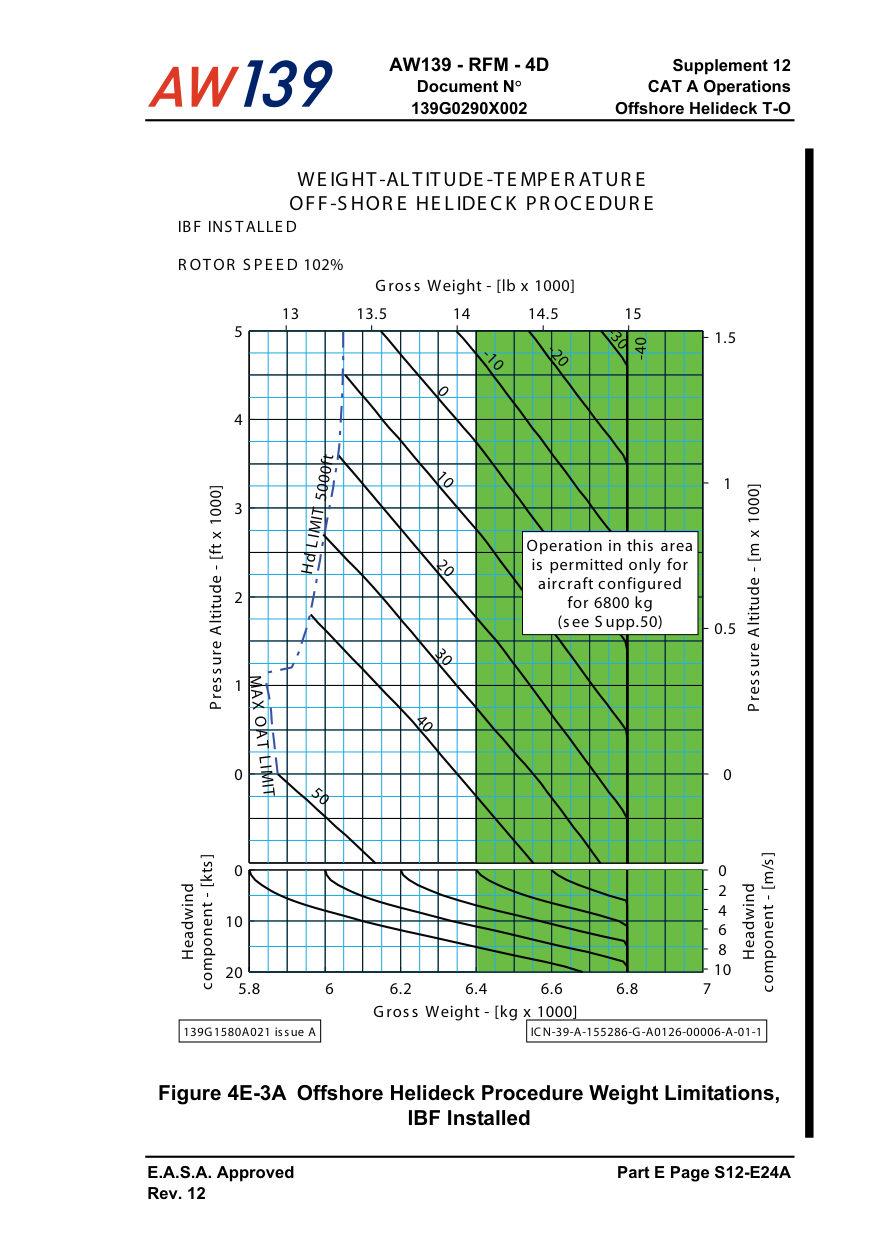 AW139
AW139 - RFM - 4D
Document N°
139G0290X002
Supplement 12
CAT A Operations
Offshore Helideck T-O
WEIGHT-ALTITUDE-TEMPERATURE
OFF-SHORE HELIDECK PROCEDURE
IBF INSTALLED
ROTOR SPEED 102%
Gross Weight - [lb x 1000]
13 13.5 14 14.5 15
5
4
3
2
1
0
Pressure Altitude - [ft x 1000]
1.5
1
0.5
0
Pressure Altitude - [m x 1000]
-40
-30
-20
-10
0
10
20
30
40
50
Hd LIMIT 5000ft
MAX OAT LIMIT
Operation in this area
is permitted only for
aircraft configured
for 6800 kg
(see Supp.50)
Headwind
component - [kts]
0
10
20
0
2
4
6
8
10
Headwind
component - [m/s]
5.8 6 6.2 6.4 6.6 6.8 7
Gross Weight - [kg x 1000]
139G1580A021 issue A
ICN-39-A-155286-G-A0126-00006-A-01-1
Figure 4E-3A Offshore Helideck Procedure Weight Limitations,
IBF Installed
E.A.S.A. Approved
Rev. 12
Part E Page S12-E24A